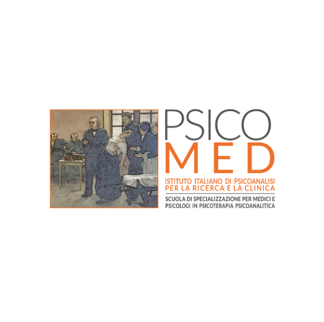 PSICO
MED
ISTITUTO ITALIANO DI PSICOANALISI
PER LA RICERCA E LA CLINICA
SCUOLA DI SPECIALIZZAZIONE PER MEDICI E
PSICOLOGI IN PSICOTERAPIA PSICOANALITICA